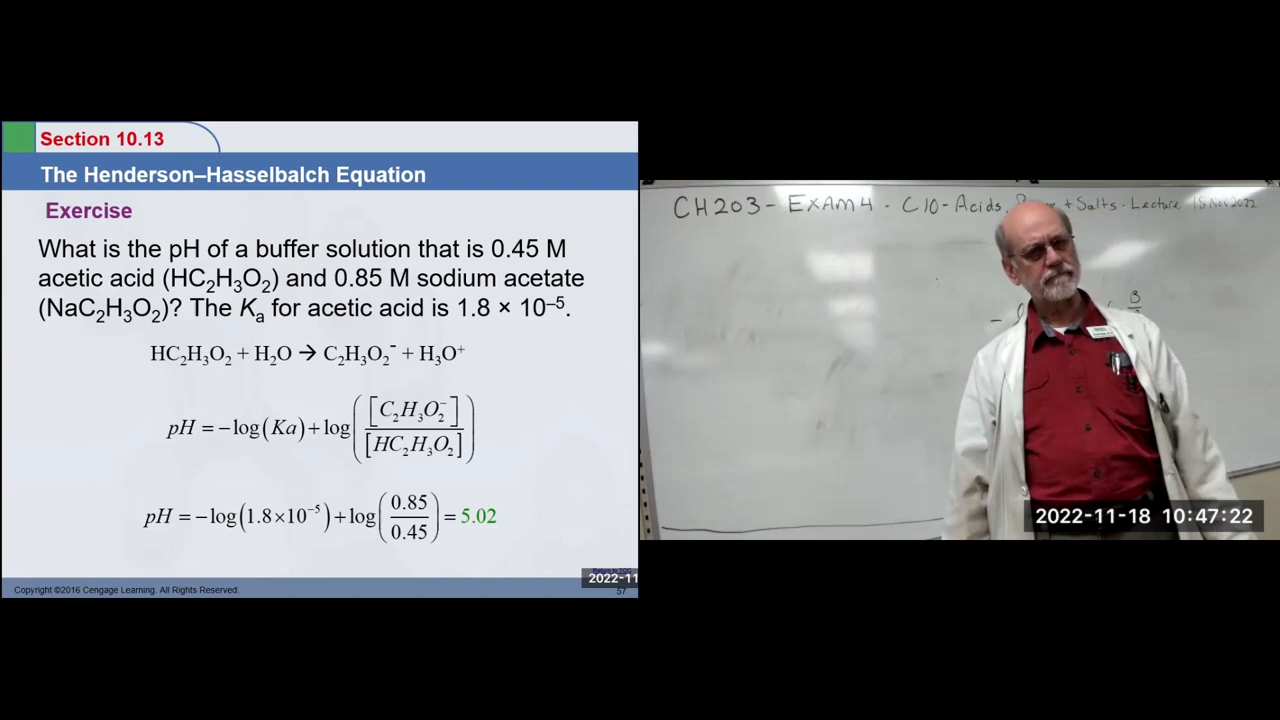 Section 10.13
The Henderson–Hasselbalch Equation
Exercise
What is the pH of a buffer solution that is 0.45 M
acetic acid (HC₂H₃O₂) and 0.85 M sodium acetate
(NaC₂H₃O₂)? The Kₐ for acetic acid is 1.8 × 10⁻⁵.
HC₂H₃O₂ + H₂O → C₂H₃O₂⁻ + H₃O⁺
pH = −log(Ka) + log([C₂H₃O₂⁻]/[HC₂H₃O₂])
pH = −log(1.8×10⁻⁵) + log(0.85/0.45) = 5.02
Copyright ©2016 Cengage Learning. All Rights Reserved.
2022-11
57
CH203 - EXAM 4 - C10 - Acids, + Salts - Lecture 18 Nov 2022
B
2022-11-18 10:47:22